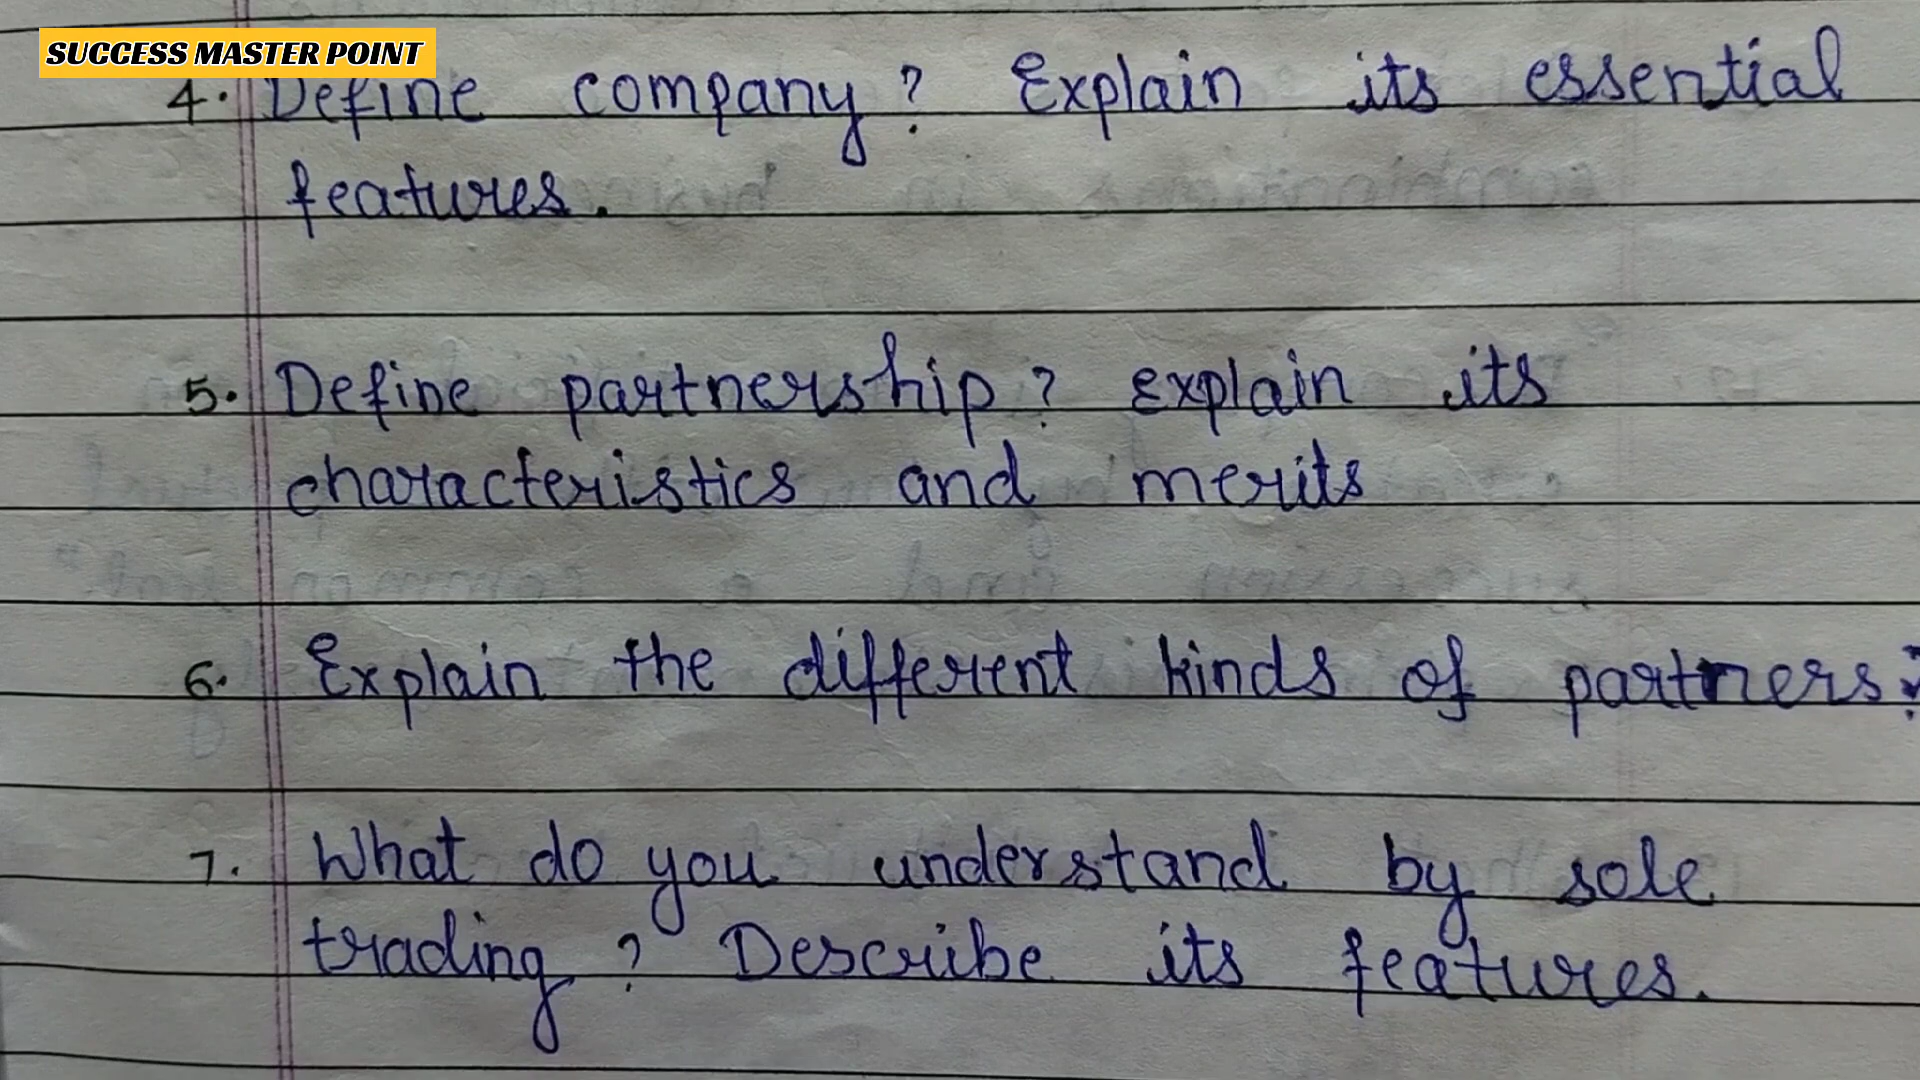 SUCCESS MASTER POINT
4. Define company? Explain its essential
features.
5. Define partnership? explain its
characteristics and merits
6. Explain the different kinds of partners?
7. What do you understand by sole
trading? Describe its features.